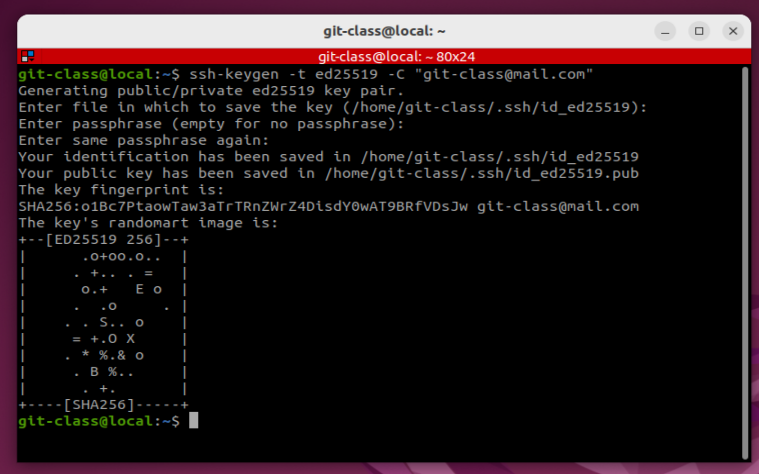 git-class@local: ~
git-class@local: ~ 80x24
git-class@local:~$ ssh-keygen -t ed25519 -C "git-class@mail.com"
Generating public/private ed25519 key pair.
Enter file in which to save the key (/home/git-class/.ssh/id_ed25519):
Enter passphrase (empty for no passphrase):
Enter same passphrase again:
Your identification has been saved in /home/git-class/.ssh/id_ed25519
Your public key has been saved in /home/git-class/.ssh/id_ed25519.pub
The key fingerprint is:
SHA256:o1Bc7PtaowTaw3aTrTRnZWrZ4DisdY0wAT9BRfVDsJw git-class@mail.com
The key's randomart image is:
+--[ED25519 256]--+
|      .o+oo.o..  |
|     . +.. . =   |
|      o.+   E o  |
|     .  .o     . |
|    . . S.. o    |
|     = +.O X     |
|    . * %.& o    |
|     . B %..     |
|      . +.       |
+----[SHA256]-----+
git-class@local:~$